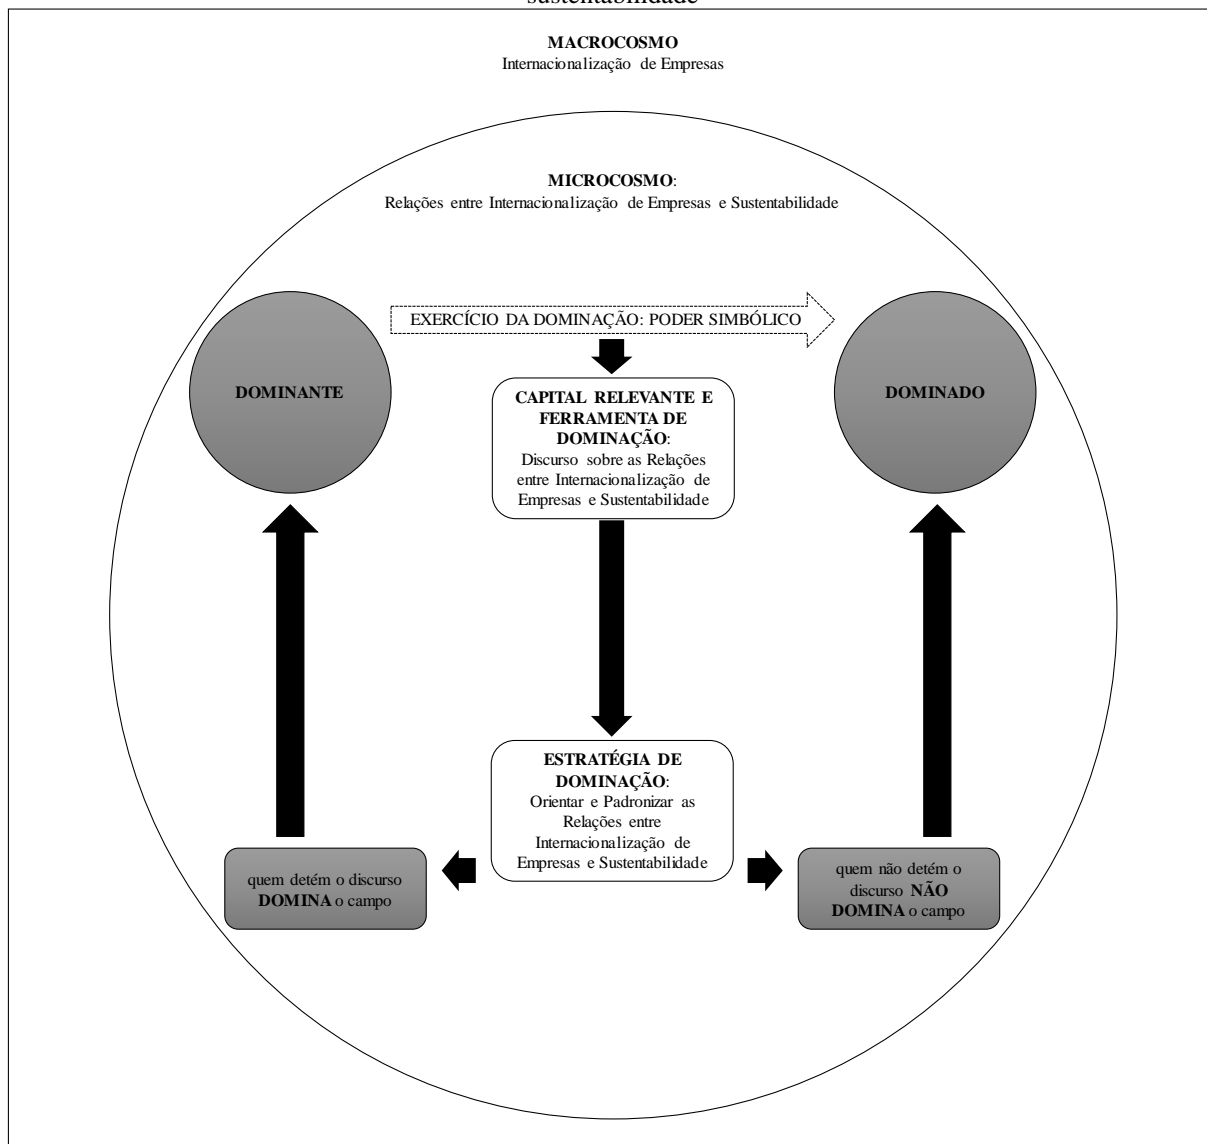 sustentabilidade
MACROCOSMO
Internacionalização de Empresas
MICROCOSMO:
Relações entre Internacionalização de Empresas e Sustentabilidade
EXERCÍCIO DA DOMINAÇÃO: PODER SIMBÓLICO
DOMINANTE
CAPITAL RELEVANTE E
FERRAMENTA DE
DOMINAÇÃO:
Discurso sobre as Relações
entre Internacionalização de
Empresas e Sustentabilidade
DOMINADO
ESTRATÉGIA DE
DOMINAÇÃO:
Orientar e Padronizar as
Relações entre
Internacionalização de
Empresas e Sustentabilidade
quem detém o discurso
DOMINA o campo
quem não detém o
discurso NÃO
DOMINA o campo